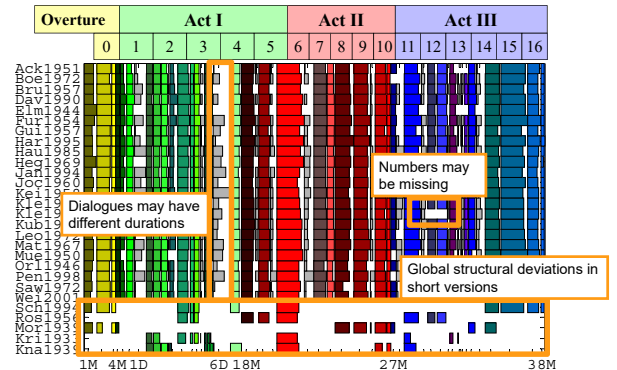 Overture Act I Act II Act III
0 1 2 3 4 5 6 7 8 9 10 11 12 13 14 15 16
Ack1951
Boe1972
Bru1957
Dav1990
Elm1944
Fur1954
Gui1957
Har1995
Hau1985
Heg1969
Jan1994
Joc1960
Numbers may
be missing
Dialogues may have
different durations
Mat1967
Mue1950
Orl1946
Pen1998
Saw1972
Wei2001
Global structural deviations in
short versions
Sch1994
Ros1956
Mor1939
Kri1933
Kna1939
1M 4M 1D 6D 18M 27M 38M